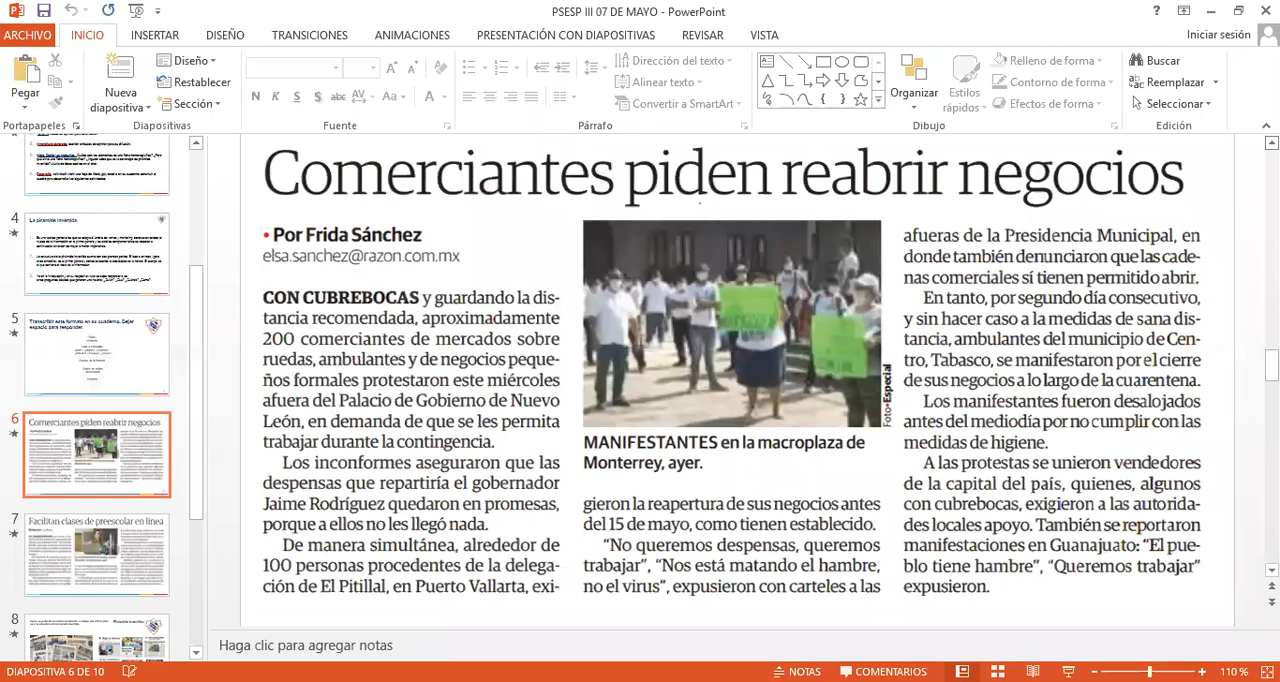 PSESP III 07 DE MAYO - PowerPoint
ARCHIVO INICIO INSERTAR DISEÑO TRANSICIONES ANIMACIONES PRESENTACIÓN CON DIAPOSITIVAS REVISAR VISTA Iniciar sesión
Pegar
Nueva diapositiva
Diseño
Restablecer
Sección
N K S S abc AV Aa A
Dirección del texto
Alinear texto
Convertir a SmartArt
Organizar
Estilos rápidos
Relleno de forma
Contorno de forma
Efectos de forma
Buscar
Reemplazar
Seleccionar
Portapapeles Diapositivas Fuente Párrafo Dibujo Edición
4
La pirámide invertida.
5
Transcribir este formato en su cuaderno. Dejar
espacio para responder.
6
Comerciantes piden reabrir negocios
7
Facilitan clases de preescolar en línea
8
Comerciantes piden reabrir negocios
• Por Frida Sánchez
elsa.sanchez@razon.com.mx
CON CUBREBOCAS y guardando la dis-
tancia recomendada, aproximadamente
200 comerciantes de mercados sobre
ruedas, ambulantes y de negocios peque-
ños formales protestaron este miércoles
afuera del Palacio de Gobierno de Nuevo
León, en demanda de que se les permita
trabajar durante la contingencia.
Los inconformes aseguraron que las
despensas que repartiría el gobernador
Jaime Rodríguez quedaron en promesas,
porque a ellos no les llegó nada.
De manera simultánea, alrededor de
100 personas procedentes de la delega-
ción de El Pitillal, en Puerto Vallarta, exi-
Foto•Especial
MANIFESTANTES en la macroplaza de
Monterrey, ayer.
gieron la reapertura de sus negocios antes
del 15 de mayo, como tenen establecido.
“No queremos despensas, queremos
trabajar”, “Nos está matando el hambre,
no el virus”, expusieron con carteles a las
afueras de la Presidencia Municipal, en
donde también denunciaron que las cade-
nas comerciales sí tienen permitido abrir.
En tanto, por segundo día consecutivo,
y sin hacer caso a la medidas de sana dis-
tancia, ambulantes del municipio de Cen-
tro, Tabasco, se manifestaron por el cierre
de sus negocios a lo largo de la cuarentena.
Los manifestantes fueron desalojados
antes del mediodía por no cumplir con las
medidas de higiene.
A las protestas se unieron vendedores
de la capital del país, quienes, algunos
con cubrebocas, exigieron a las autorida-
des locales apoyo. También se reportaron
manifestaciones en Guanajuato: “El pue-
blo tiene hambre”, “Queremos trabajar”
expusieron.
Haga clic para agregar notas
DIAPOSITIVA 6 DE 10 NOTAS COMENTARIOS 110 %